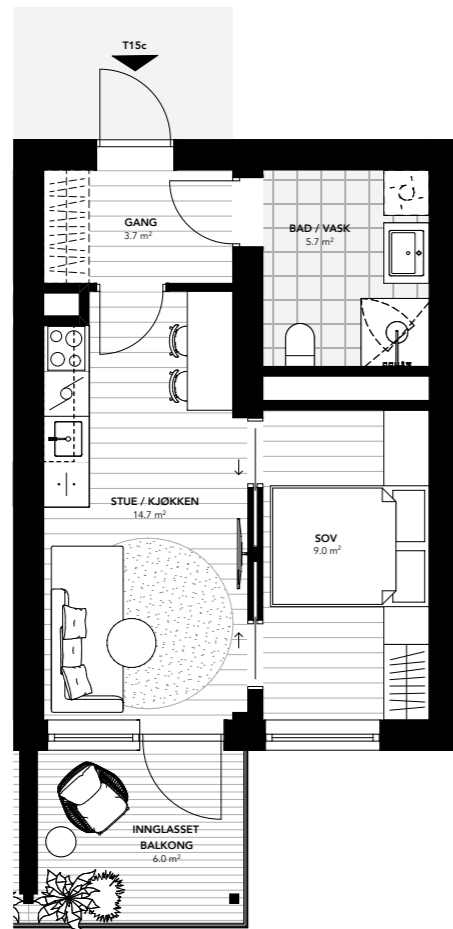 T15c
GANG
3.7 m²
BAD / VASK
5.7 m²
STUE / KJØKKEN
14.7 m²
SOV
9.0 m²
INNGLASSET
BALKONG
6.0 m²